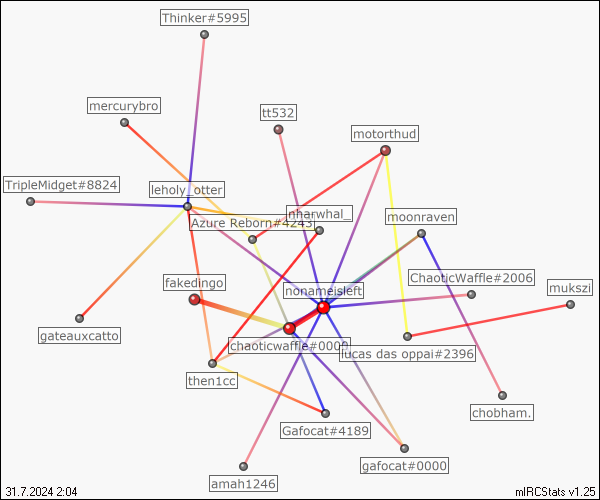 Thinker#5995
mercurybro
tt532
motorthud
TripleMidget#8824
leholy_otter
nharwhal_
Azure Reborn#4243
moonraven
fakedingo
nonameisleft
ChaoticWaffle#2006
mukszi
gateauxcatto
chaoticwaffle#0000
lucas das oppai#2396
then1cc
chobham.
Gafocat#4189
gafocat#0000
amah1246
31.7.2024 2:04
mIRCStats v1.25